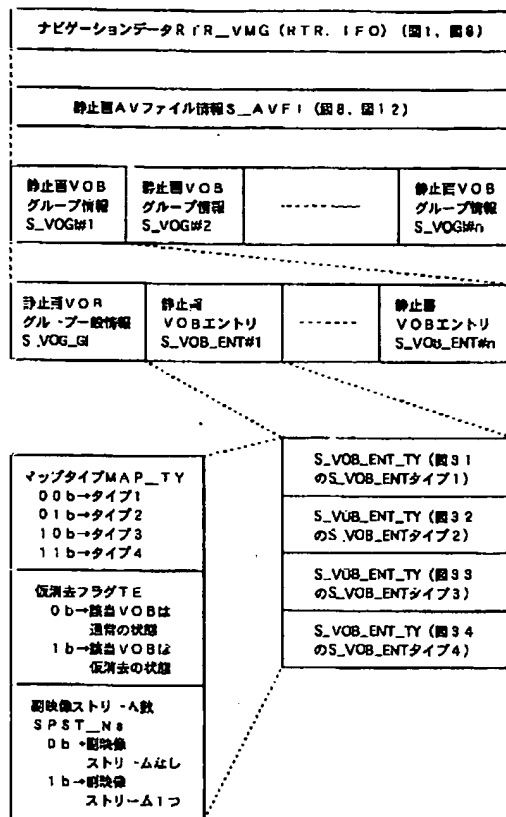 ナビゲーションデータRTR_VMG (RTR. IFO) (図1, 図8)
静止画AVファイル情報S_AVFI (図8, 図12)
静止画VOB
グループ情報
S_VOGI#1
静止画VOB
グループ情報
S_VOGI#2
静止画VOB
グループ情報
S_VOGI#n
静止画VOB
グループ一般情報
S_VOG_GI
静止画
VOBエントリ
S_VOB_ENT#1
静止画
VOBエントリ
S_VOB_ENT#n
マップタイプMAP_TY
00b→タイプ1
01b→タイプ2
10b→タイプ3
11b→タイプ4
仮消去フラグTE
0b→該当VOBは
通常の状態
1b→該当VOBは
仮消去の状態
副映像ストリーム数
SPST_Ns
0b→副映像
ストリームなし
1b→副映像
ストリーム1つ
S_VOB_ENT_TY (図31
のS_VOB_ENTタイプ1)
S_VOB_ENT_TY (図32
のS_VOB_ENTタイプ2)
S_VOB_ENT_TY (図33
のS_VOB_ENTタイプ3)
S_VOB_ENT_TY (図34
のS_VOB_ENTタイプ4)